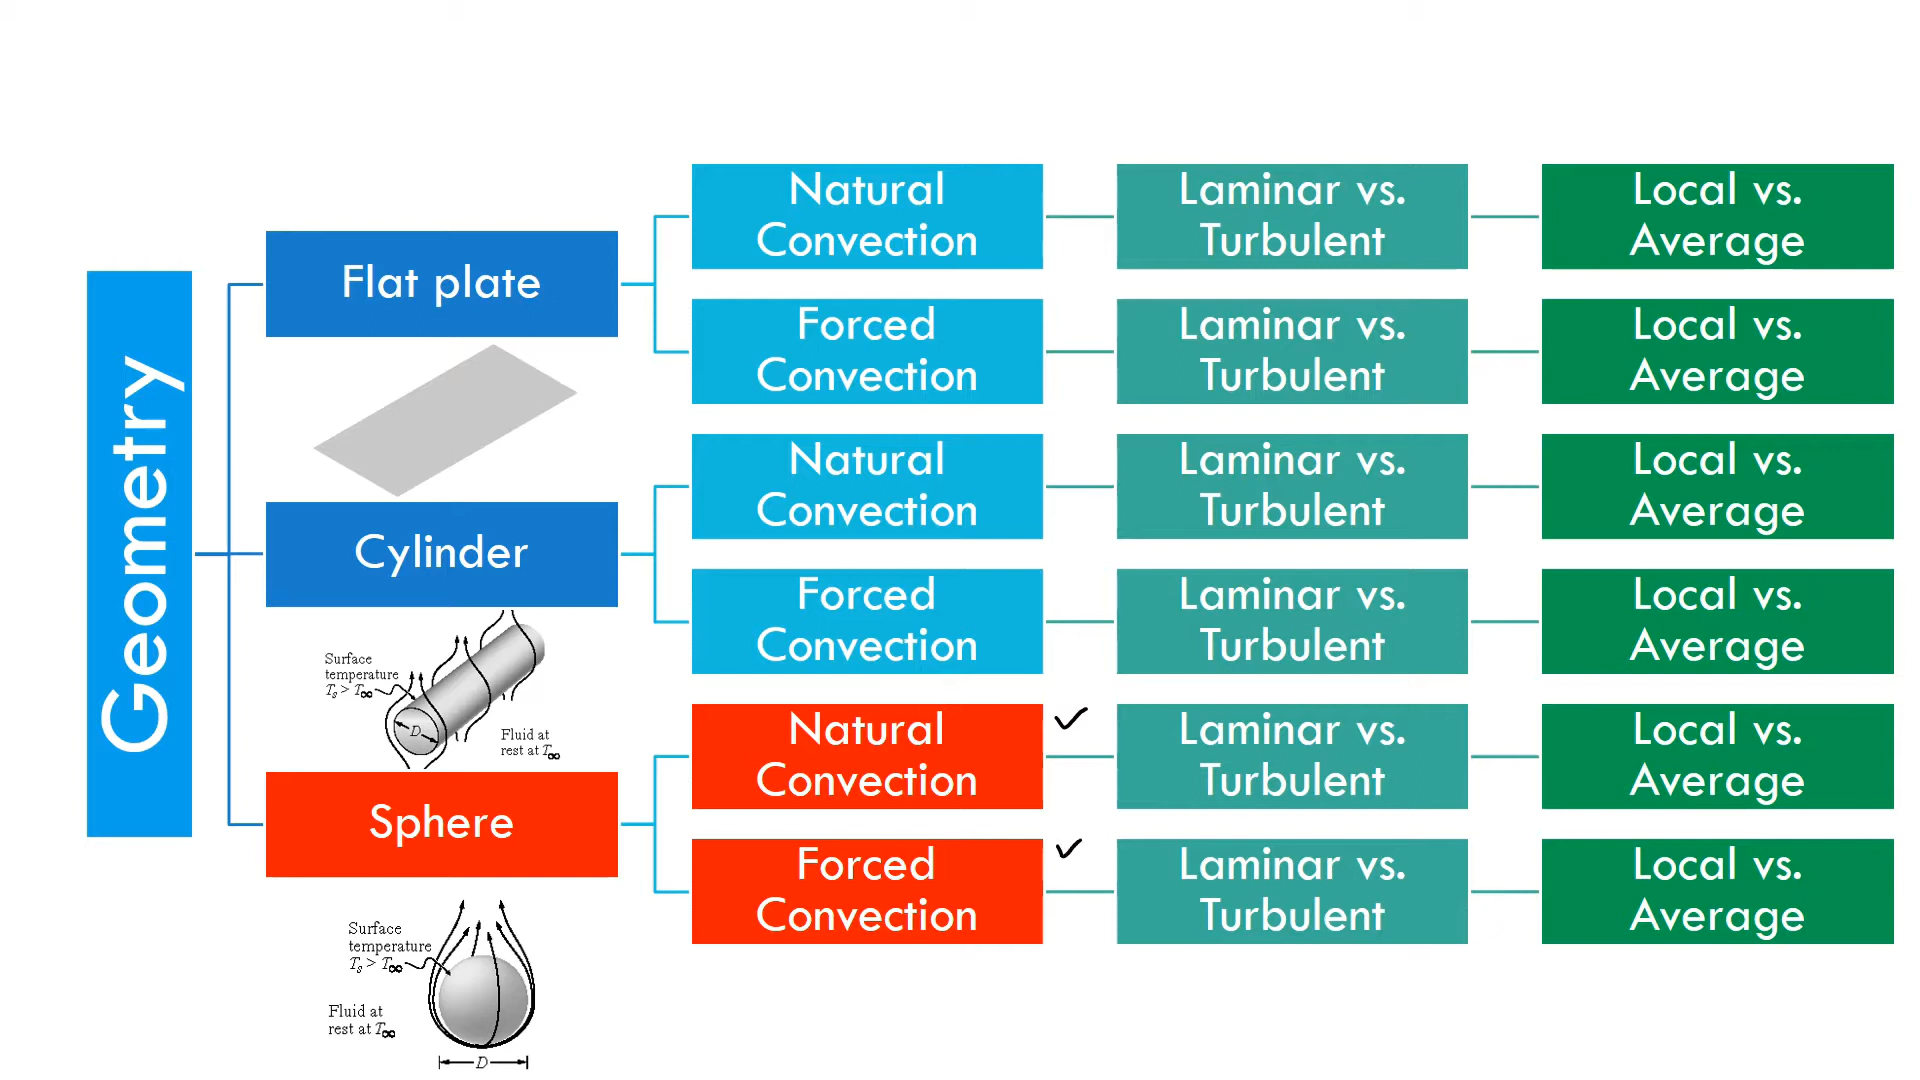 Geometry
Flat plate
Natural
Convection
Laminar vs.
Turbulent
Local vs.
Average
Forced
Convection
Laminar vs.
Turbulent
Local vs.
Average
Cylinder
Natural
Convection
Laminar vs.
Turbulent
Local vs.
Average
Forced
Convection
Laminar vs.
Turbulent
Local vs.
Average
Surface
temperature
Ts > T∞
D
Fluid at
rest at T∞
Sphere
Natural
Convection
Laminar vs.
Turbulent
Local vs.
Average
Forced
Convection
Laminar vs.
Turbulent
Local vs.
Average
Surface
temperature
Ts > T∞
Fluid at
rest at T∞
D